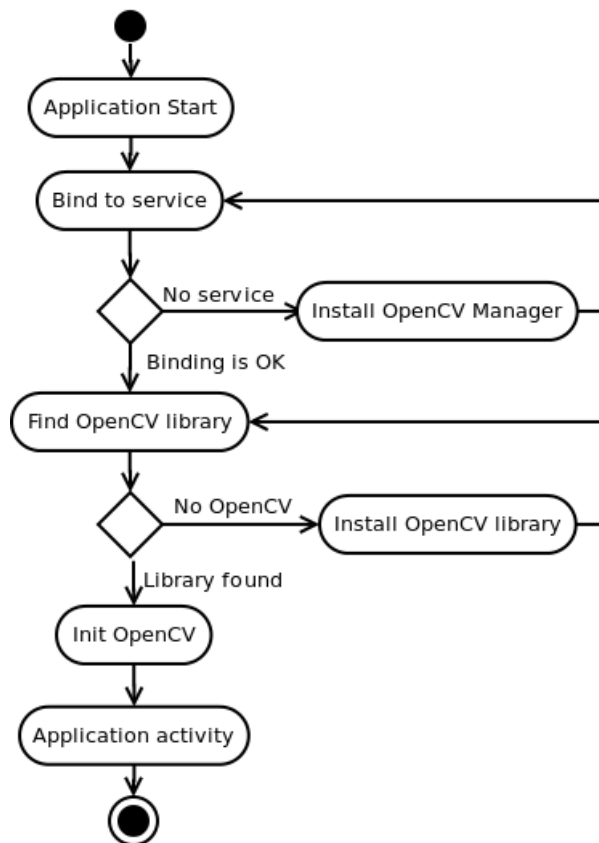 Application Start
Bind to service
No service
Install OpenCV Manager
Binding is OK
Find OpenCV library
No OpenCV
Install OpenCV library
Library found
Init OpenCV
Application activity